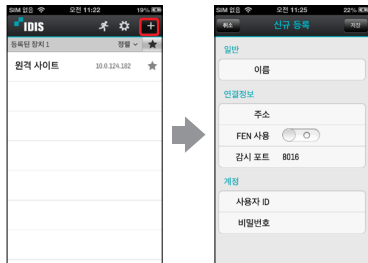 SIM 없음 오전 11:22 19%
IDIS
등록된 장치 1 정렬
원격 사이트 10.0.124.182
SIM 없음 오전 11:25 22%
취소 신규 등록 저장
일반
이름
연결정보
주소
FEN 사용
감시 포트 8016
계정
사용자 ID
비밀번호